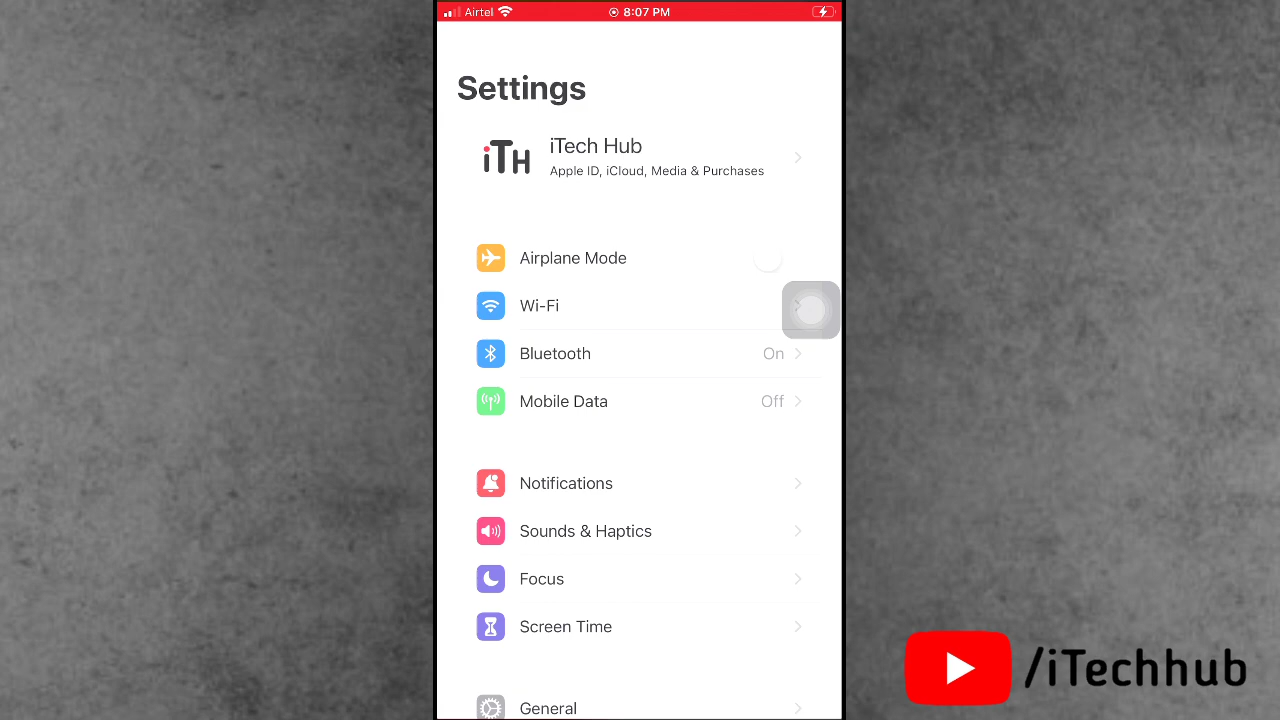 Airtel 8:07 PM
Settings
iTH
iTech Hub
Apple ID, iCloud, Media & Purchases
Airplane Mode
Wi-Fi
Bluetooth On
Mobile Data Off
Notifications
Sounds & Haptics
Focus
Screen Time
General
/iTechhub